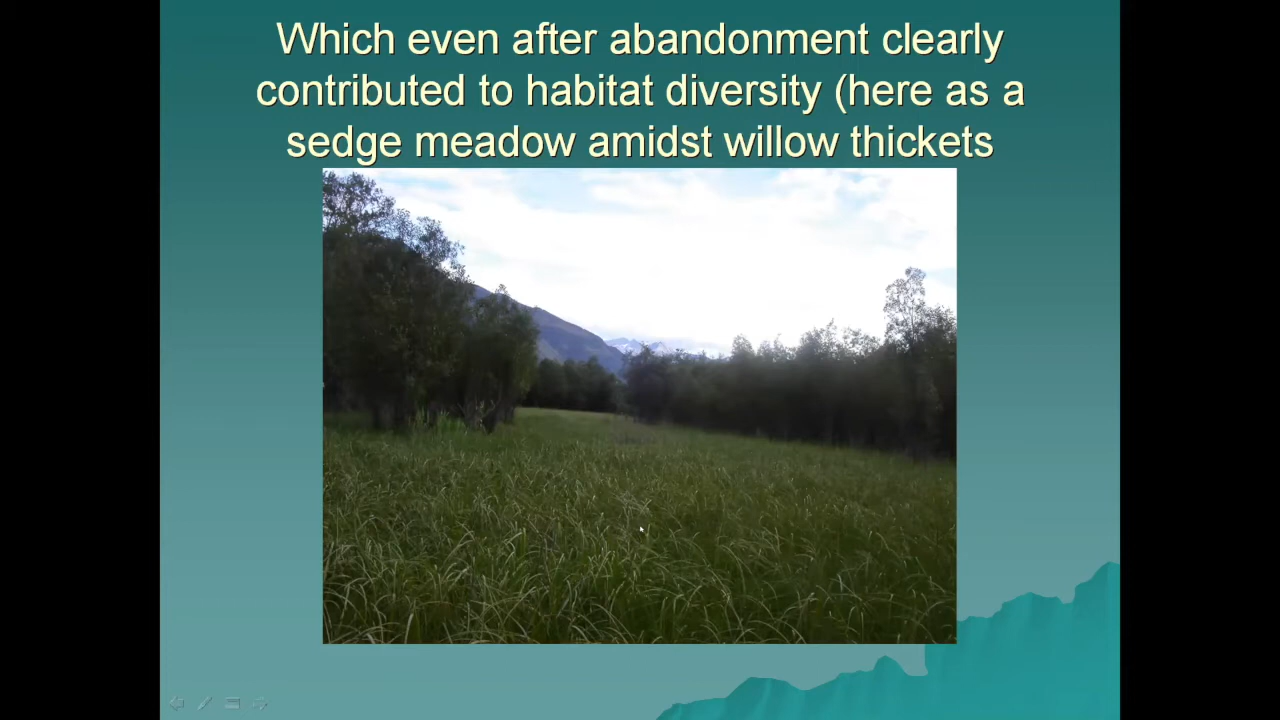 Which even after abandonment clearly
contributed to habitat diversity (here as a
sedge meadow amidst willow thickets